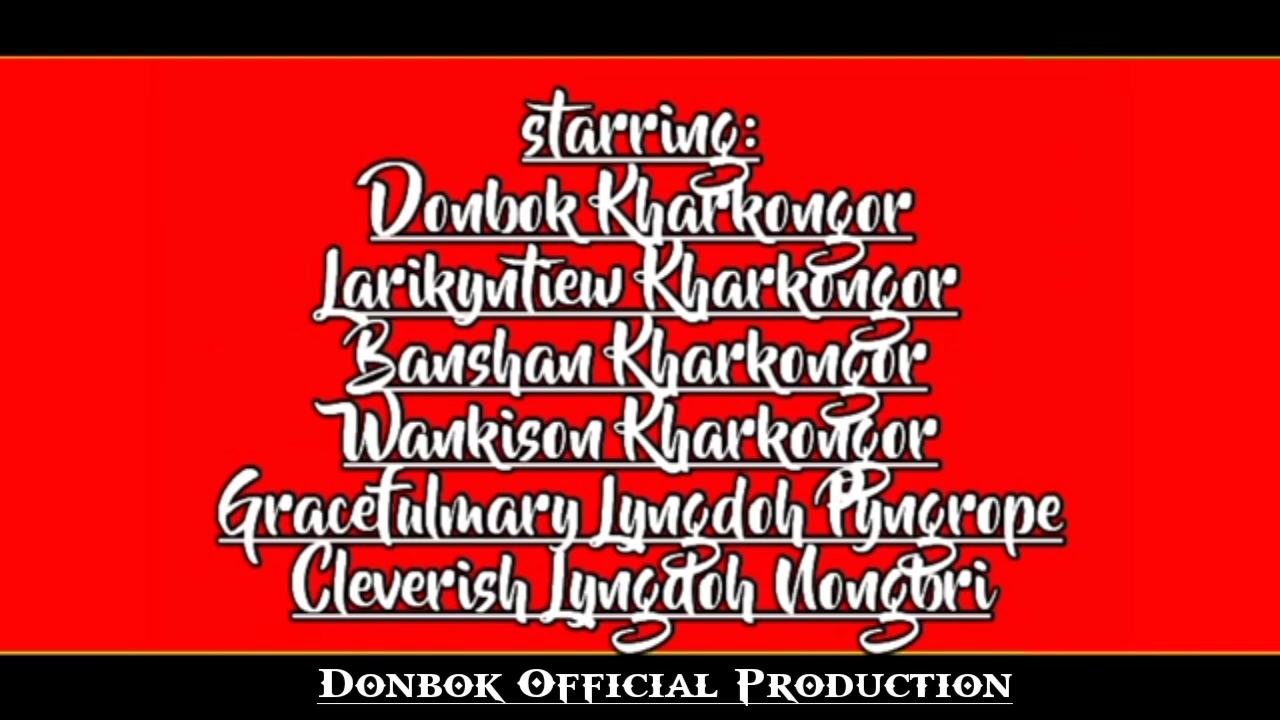 starring:
Donbok Kharkongor
Larikyntiew Kharkongor
Banshan Kharkongor
Wankison Kharkongor
Gracefulmary Lyngdoh Pyngrope
Cleverish Lyngdoh Nongbri
Donbok Official Production